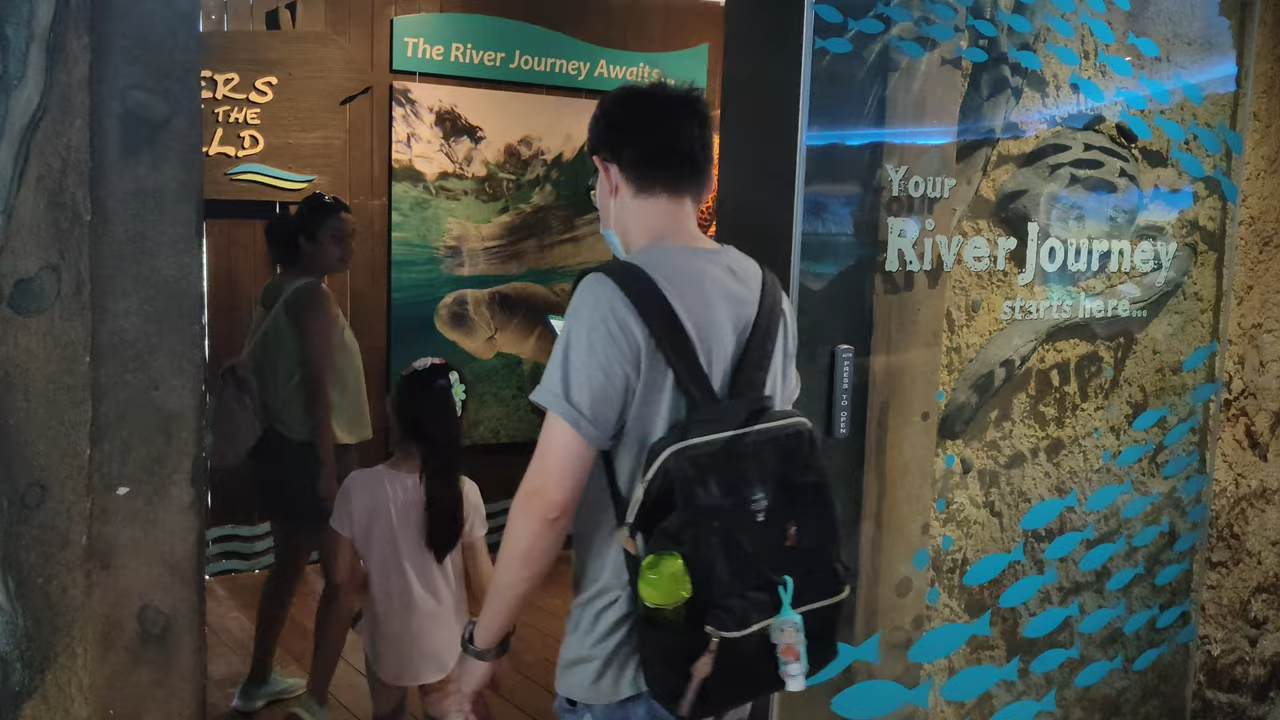 ERS
THE
LD
The River Journey Awaits...
Your
River Journey
starts here...
PRESS TO OPEN